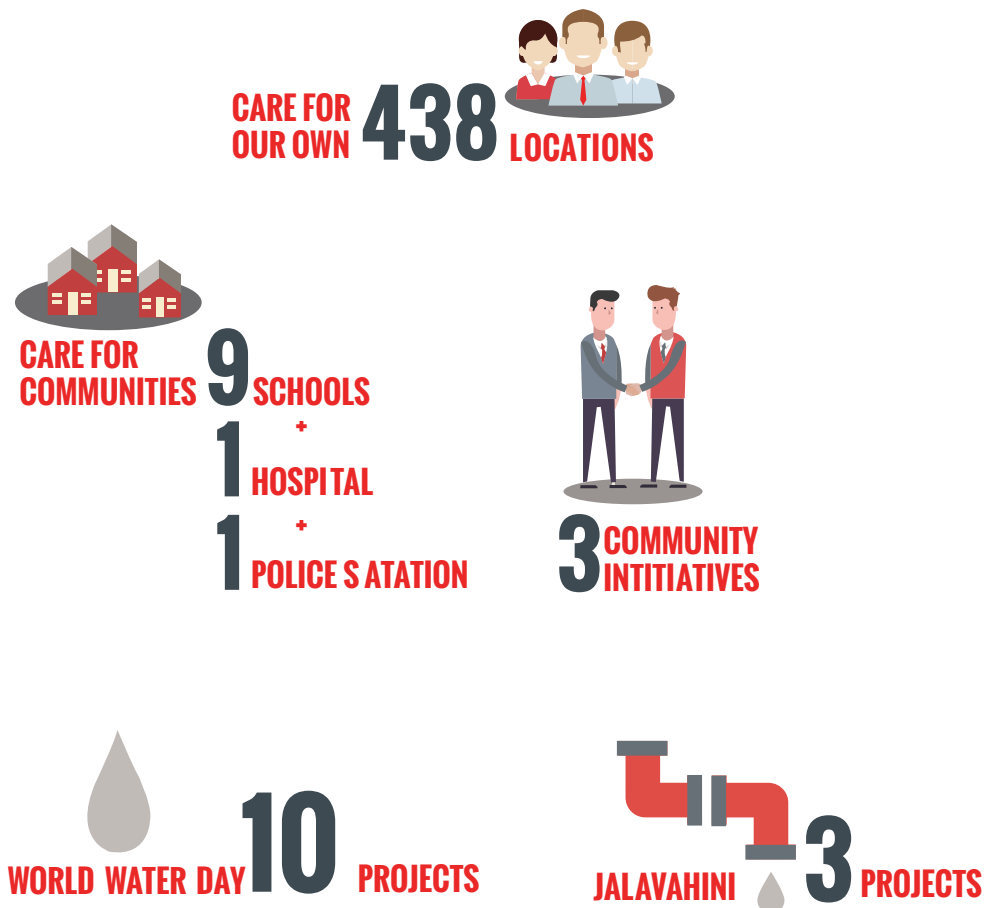 CARE FOR
OUR OWN 438 LOCATIONS
CARE FOR
COMMUNITIES 9 SCHOOLS
+
1 HOSPITAL
+
1 POLICE S ATATION
3 COMMUNITY
INTITIATIVES
WORLD WATER DAY 10 PROJECTS
JALAVAHINI 3 PROJECTS